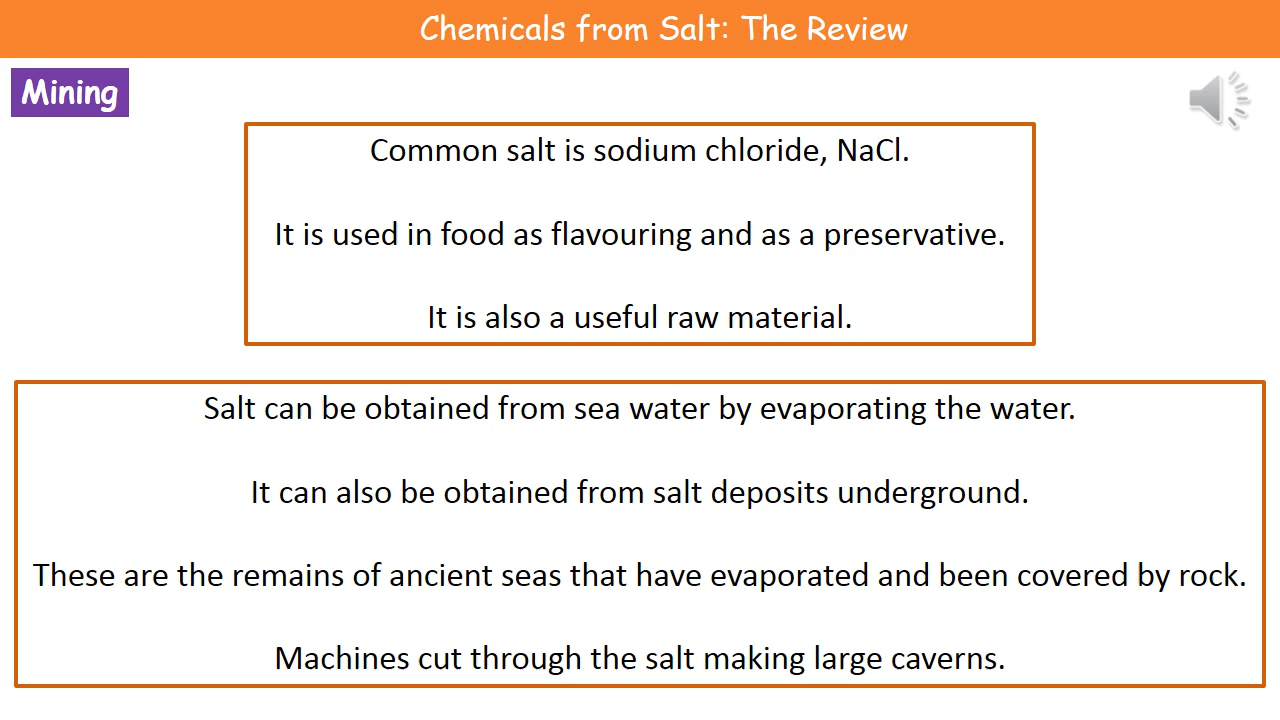 Chemicals from Salt: The Review
Mining
Common salt is sodium chloride, NaCl.
It is used in food as flavouring and as a preservative.
It is also a useful raw material.
Salt can be obtained from sea water by evaporating the water.
It can also be obtained from salt deposits underground.
These are the remains of ancient seas that have evaporated and been covered by rock.
Machines cut through the salt making large caverns.